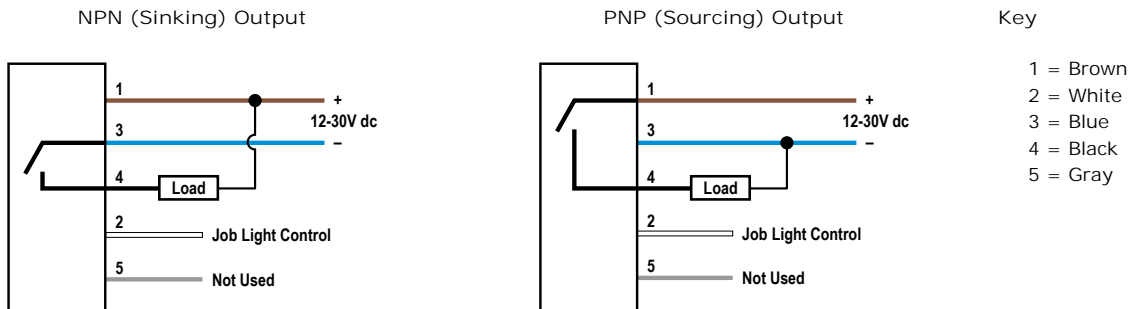 NPN (Sinking) Output
1
+
12-30V dc
3
–
4
Load
2
Job Light Control
5
Not Used
PNP (Sourcing) Output
1
+
12-30V dc
3
–
4
Load
2
Job Light Control
5
Not Used
Key
1 = Brown
2 = White
3 = Blue
4 = Black
5 = Gray